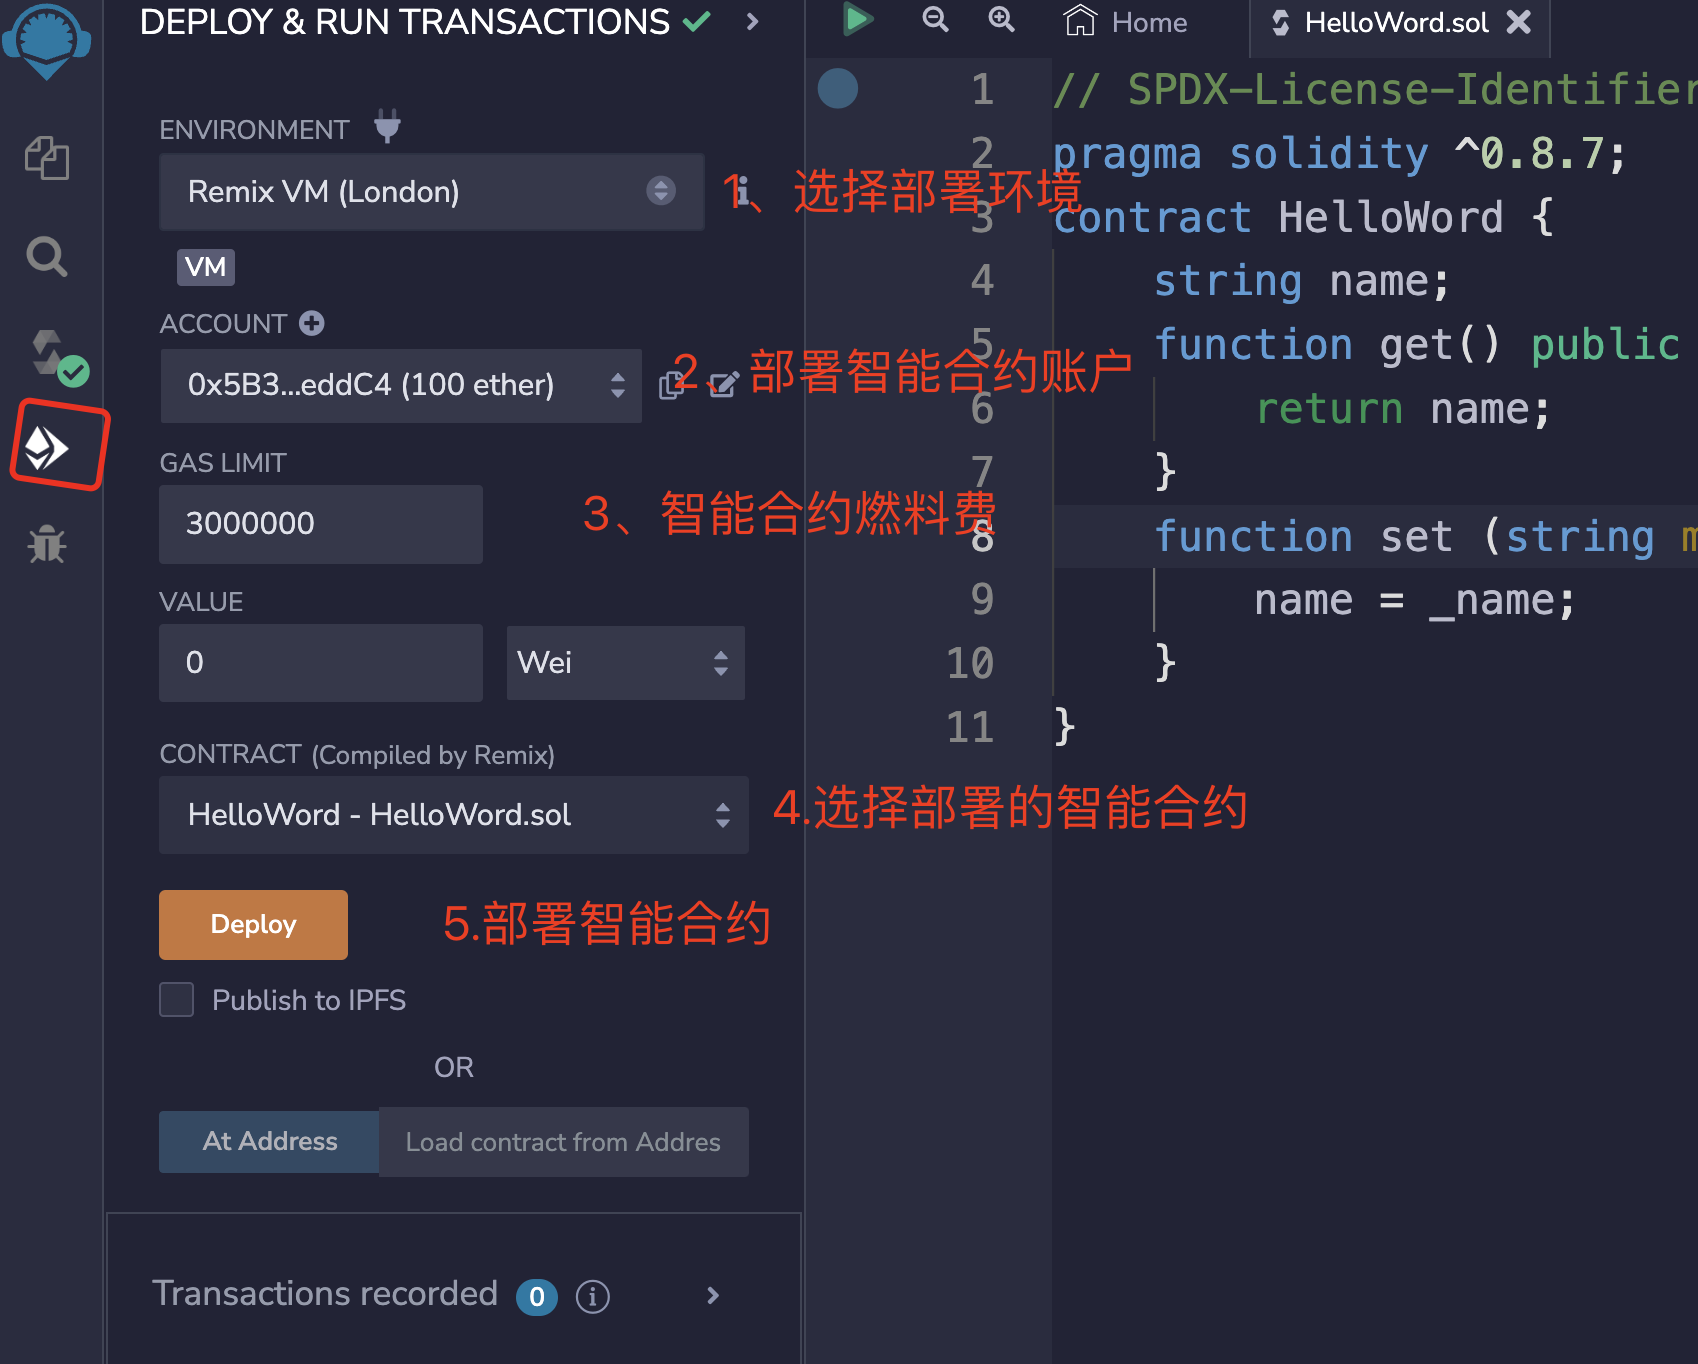 DEPLOY & RUN TRANSACTIONS
ENVIRONMENT
Remix VM (London)
1、选择部署环境
VM
ACCOUNT
0x5B3...eddC4 (100 ether)
2、部署智能合约账户
GAS LIMIT
3000000
3、智能合约燃料费
VALUE
0
Wei
CONTRACT (Compiled by Remix)
HelloWord - HelloWord.sol
4.选择部署的智能合约
Deploy
5.部署智能合约
Publish to IPFS
OR
At Address
Load contract from Addres
Transactions recorded 0
Home
HelloWord.sol
1 // SPDX-License-Identifier
2 pragma solidity ^0.8.7;
3 contract HelloWord {
4 string name;
5 function get() public
6 return name;
7 }
8 function set (string m
9 name = _name;
10 }
11 }